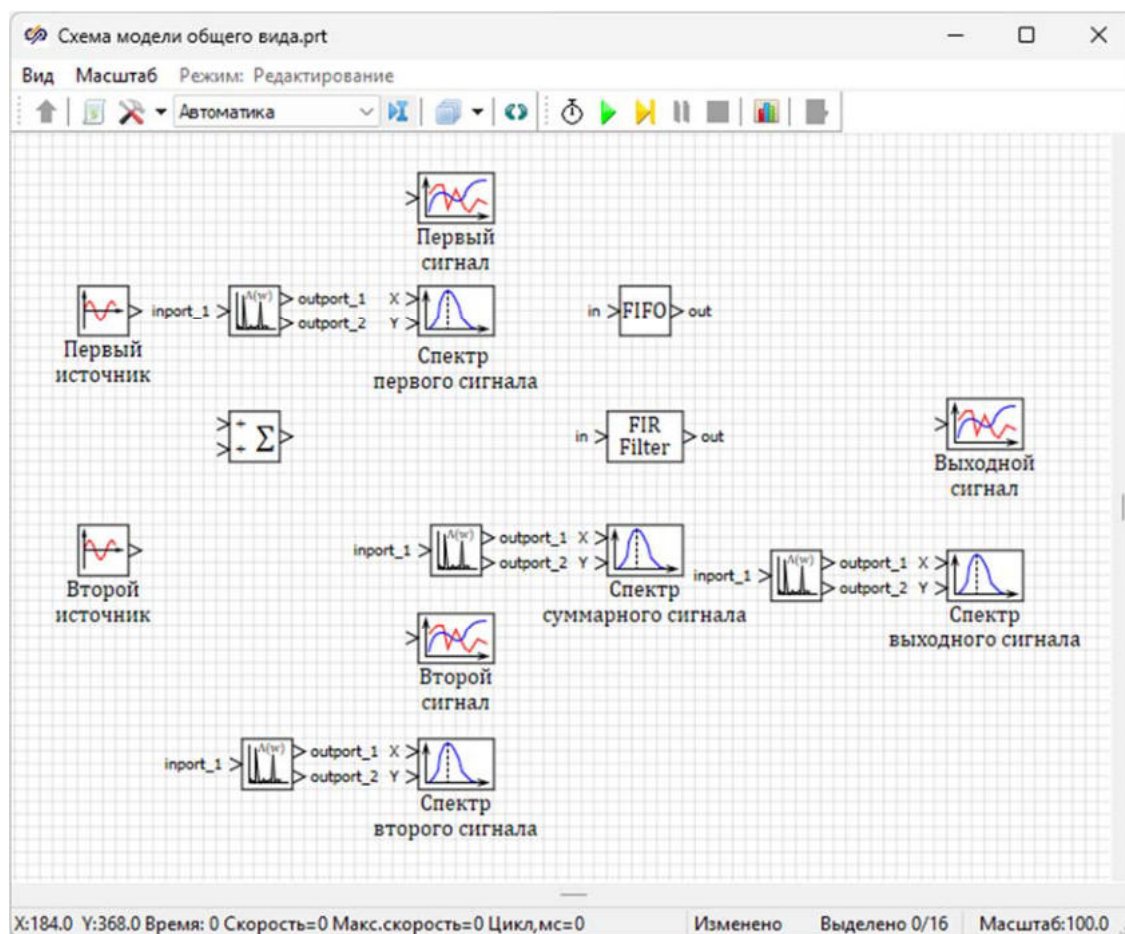 Схема модели общего вида.prt
Вид Масштаб Режим: Редактирование
Автоматика
Первый
сигнал
inport_1
A(w)
outport_1
outport_2
X
Y
in
FIFO
out
Первый
источник
Спектр
первого сигнала
+
+
Σ
in
FIR
Filter
out
Выходной
сигнал
Второй
источник
inport_1
A(w)
outport_1
outport_2
X
Y
Спектр
суммарного сигнала
inport_1
A(w)
outport_1
outport_2
X
Y
Спектр
выходного сигнала
Второй
сигнал
inport_1
A(w)
outport_1
outport_2
X
Y
Спектр
второго сигнала
X:184.0 Y:368.0 Время: 0 Скорость=0 Макс.скорость=0 Цикл,мс=0 Изменено Выделено 0/16 Масштаб:100.0